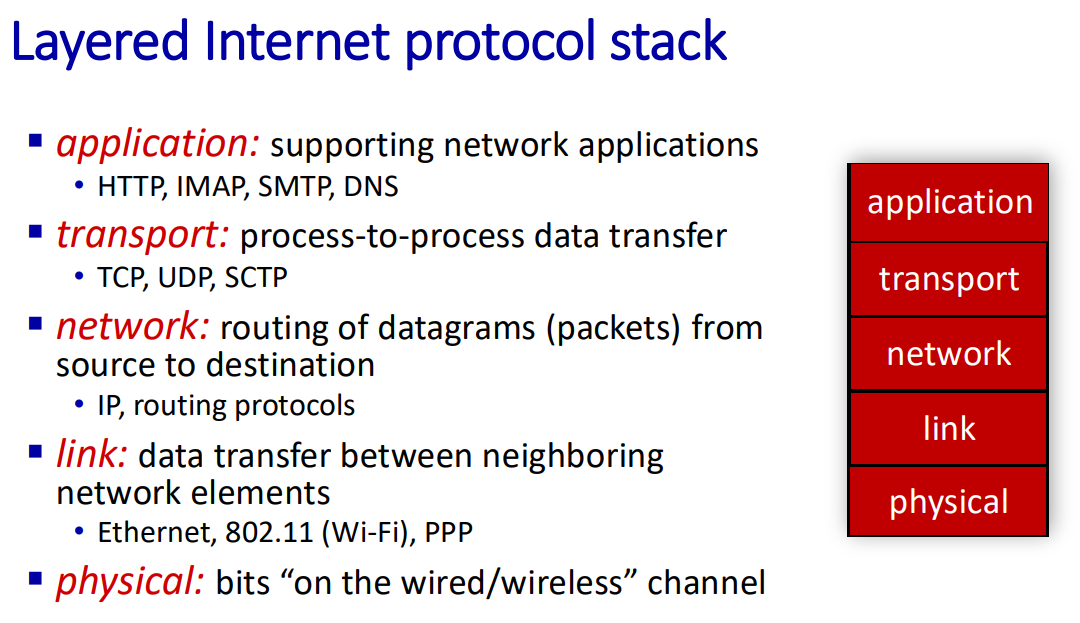 Layered Internet protocol stack
▪ application: supporting network applications
• HTTP, IMAP, SMTP, DNS
▪ transport: process-to-process data transfer
• TCP, UDP, SCTP
▪ network: routing of datagrams (packets) from
source to destination
• IP, routing protocols
▪ link: data transfer between neighboring
network elements
• Ethernet, 802.11 (Wi-Fi), PPP
▪ physical: bits “on the wired/wireless” channel
application
transport
network
link
physical